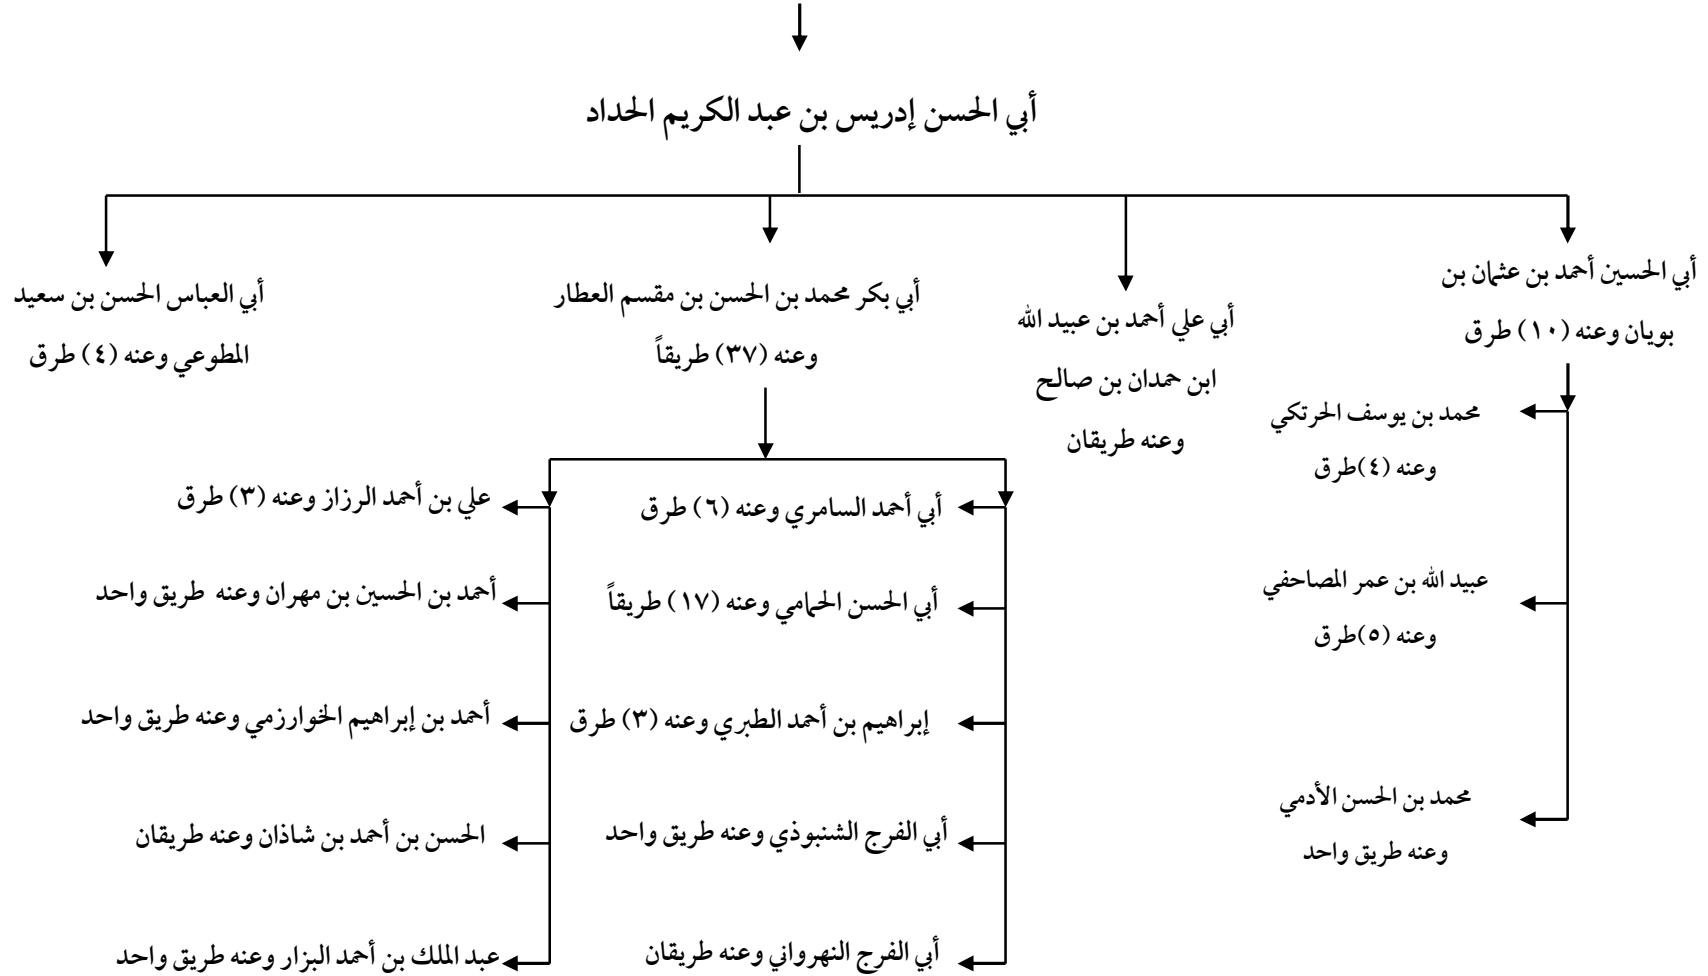 أبي الحسن إدريس بن عبد الكريم الحداد
أبي الحسين أحمد بن عثمان بن
بويان وعنه (١٠) طرق
محمد بن يوسف الحرتكي
وعنه (٤)طرق
عبيد الله بن عمر المصاحفي
وعنه (٥)طرق
محمد بن الحسن الأدمي
وعنه طريق واحد
أبي علي أحمد بن عبيد الله
ابن حمدان بن صالح
وعنه طريقان
أبي بكر محمد بن الحسن بن مقسم العطار
وعنه (٣٧) طريقاً
أبي أحمد السامري وعنه (٦) طرق
أبي الحسن الحمامي وعنه (١٧) طريقاً
إبراهيم بن أحمد الطبري وعنه (٣) طرق
أبي الفرج الشنبوذي وعنه طريق واحد
أبي الفرج النهرواني وعنه طريقان
علي بن أحمد الرزاز وعنه (٣) طرق
أحمد بن الحسين بن مهران وعنه طريق واحد
أحمد بن إبراهيم الخوارزمي وعنه طريق واحد
الحسن بن أحمد بن شاذان وعنه طريقان
عبد الملك بن أحمد البزار وعنه طريق واحد
أبي العباس الحسن بن سعيد
المطوعي وعنه (٤) طرق